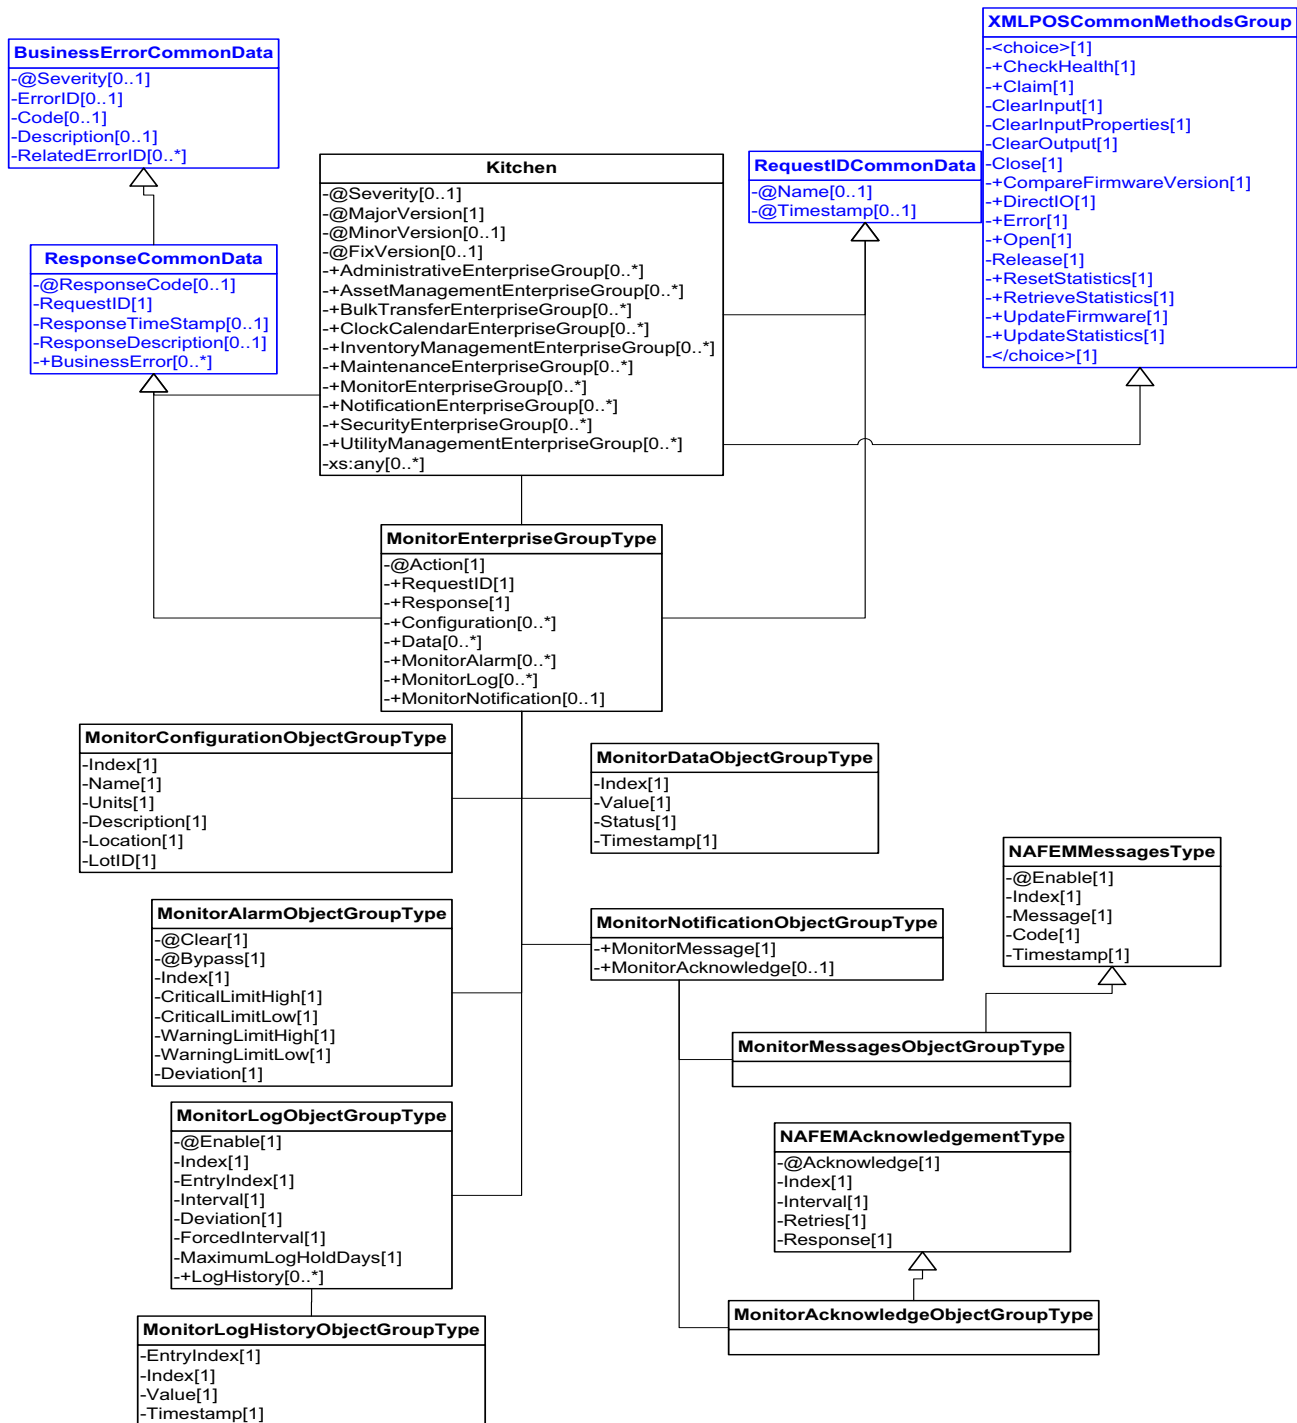 XMLPOSCommonMethodsGroup
-<choice>[1]
-+CheckHealth[1]
-+Claim[1]
-ClearInput[1]
-ClearInputProperties[1]
-ClearOutput[1]
-Close[1]
-+CompareFirmwareVersion[1]
-+DirectIO[1]
-+Error[1]
-+Open[1]
-Release[1]
-+ResetStatistics[1]
-+RetrieveStatistics[1]
-+UpdateFirmware[1]
-+UpdateStatistics[1]
-</choice>[1]
BusinessErrorCommonData
-@Severity[0..1]
-ErrorID[0..1]
-Code[0..1]
-Description[0..1]
-RelatedErrorID[0..*]
Kitchen
-@Severity[0..1]
-@MajorVersion[1]
-@MinorVersion[0..1]
-@FixVersion[0..1]
-+AdministrativeEnterpriseGroup[0..*]
-+AssetManagementEnterpriseGroup[0..*]
-+BulkTransferEnterpriseGroup[0..*]
-+ClockCalendarEnterpriseGroup[0..*]
-+InventoryManagementEnterpriseGroup[0..*]
-+MaintenanceEnterpriseGroup[0..*]
-+MonitorEnterpriseGroup[0..*]
-+NotificationEnterpriseGroup[0..*]
-+SecurityEnterpriseGroup[0..*]
-+UtilityManagementEnterpriseGroup[0..*]
-xs:any[0..*]
RequestIDCommonData
-@Name[0..1]
-@Timestamp[0..1]
ResponseCommonData
-@ResponseCode[0..1]
-RequestID[1]
-ResponseTimeStamp[0..1]
-ResponseDescription[0..1]
-+BusinessError[0..*]
MonitorEnterpriseGroupType
-@Action[1]
-+RequestID[1]
-+Response[1]
-+Configuration[0..*]
-+Data[0..*]
-+MonitorAlarm[0..*]
-+MonitorLog[0..*]
-+MonitorNotification[0..1]
MonitorConfigurationObjectGroupType
-Index[1]
-Name[1]
-Units[1]
-Description[1]
-Location[1]
-LotID[1]
MonitorDataObjectGroupType
-Index[1]
-Value[1]
-Status[1]
-Timestamp[1]
NAFEMMessagesType
-@Enable[1]
-Index[1]
-Message[1]
-Code[1]
-Timestamp[1]
MonitorAlarmObjectGroupType
-@Clear[1]
-@Bypass[1]
-Index[1]
-CriticalLimitHigh[1]
-CriticalLimitLow[1]
-WarningLimitHigh[1]
-WarningLimitLow[1]
-Deviation[1]
MonitorNotificationObjectGroupType
-+MonitorMessage[1]
-+MonitorAcknowledge[0..1]
MonitorMessagesObjectGroupType
MonitorLogObjectGroupType
-@Enable[1]
-Index[1]
-EntryIndex[1]
-Interval[1]
-Deviation[1]
-ForcedInterval[1]
-MaximumLogHoldDays[1]
-+LogHistory[0..*]
NAFEMAcknowledgementType
-@Acknowledge[1]
-Index[1]
-Interval[1]
-Retries[1]
-Response[1]
MonitorAcknowledgeObjectGroupType
MonitorLogHistoryObjectGroupType
-EntryIndex[1]
-Index[1]
-Value[1]
-Timestamp[1]